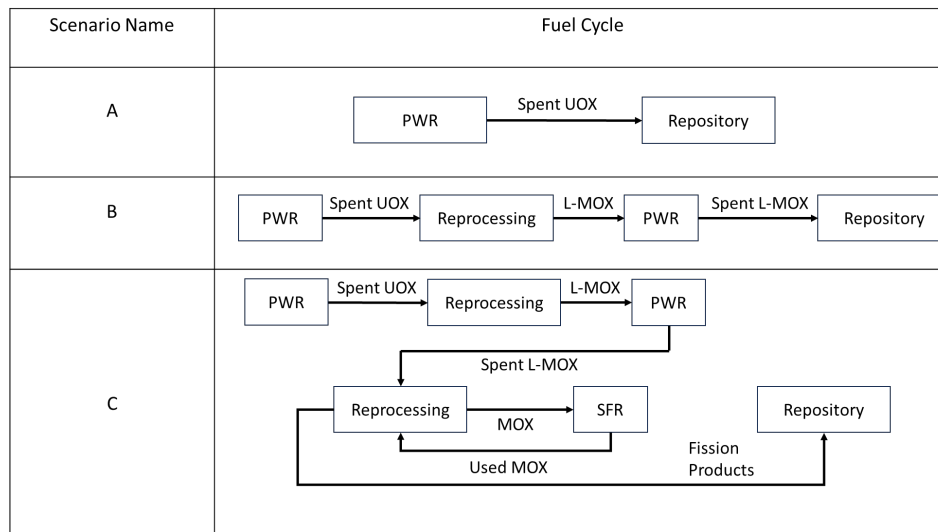 Scenario Name
Fuel Cycle
A
PWR
Spent UOX
Repository
B
PWR
Spent UOX
Reprocessing
L-MOX
PWR
Spent L-MOX
Repository
C
PWR
Spent UOX
Reprocessing
L-MOX
PWR
Spent L-MOX
Reprocessing
MOX
SFR
Repository
Used MOX
Fission
Products